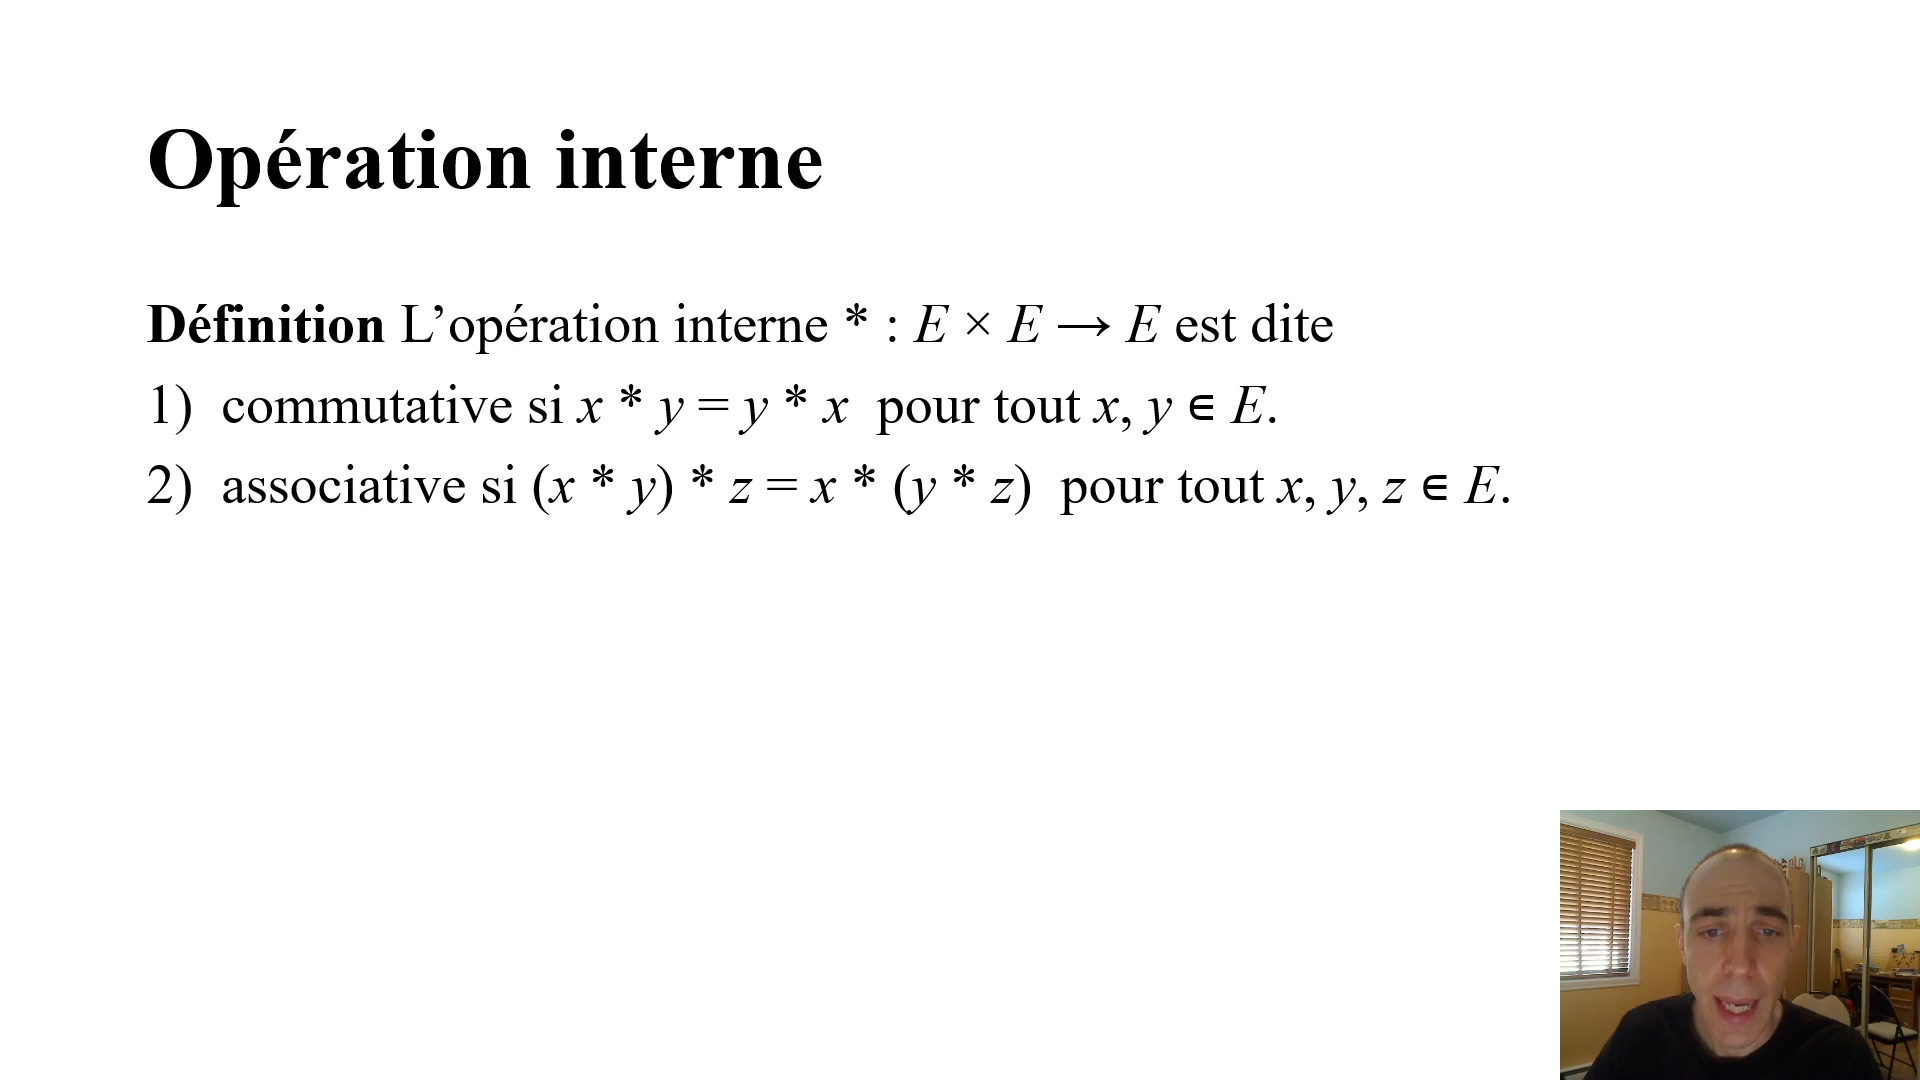 Opération interne
Définition L’opération interne * : E × E → E est dite
1) commutative si x * y = y * x pour tout x, y ∈ E.
2) associative si (x * y) * z = x * (y * z) pour tout x, y, z ∈ E.